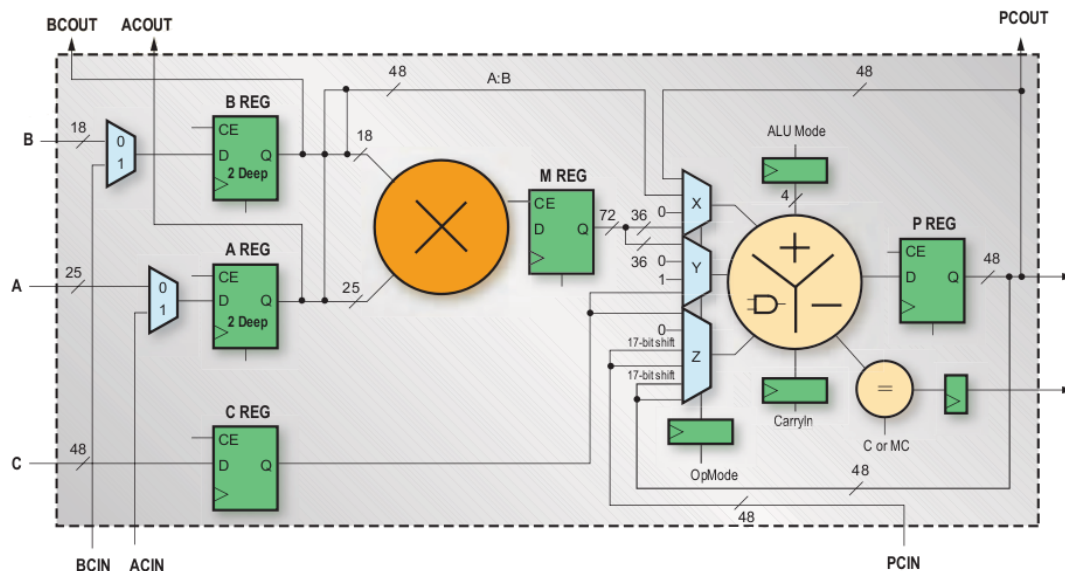 BCOUT
ACOUT
PCOUT
48
A:B
48
B REG
B
18
0
1
CE
D
Q
2 Deep
18
ALU Mode
4
M REG
CE
D
Q
72
36
X
0
36
Y
0
1
A REG
A
25
0
1
CE
D
Q
2 Deep
25
P REG
CE
D
Q
48
0
17-bit shift
Z
17-bit shift
=
CarryIn
C or MC
C REG
C
48
CE
D
Q
OpMode
48
48
BCIN
ACIN
PCIN